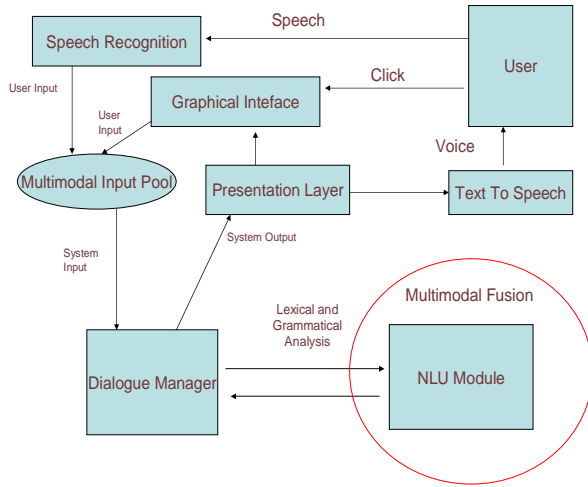 Speech
Speech Recognition
User
Click
User Input
Graphical Inteface
User
Input
Voice
Multimodal Input Pool
Presentation Layer
Text To Speech
System
Input
System Output
Multimodal Fusion
Lexical and
Grammatical
Analysis
Dialogue Manager
NLU Module